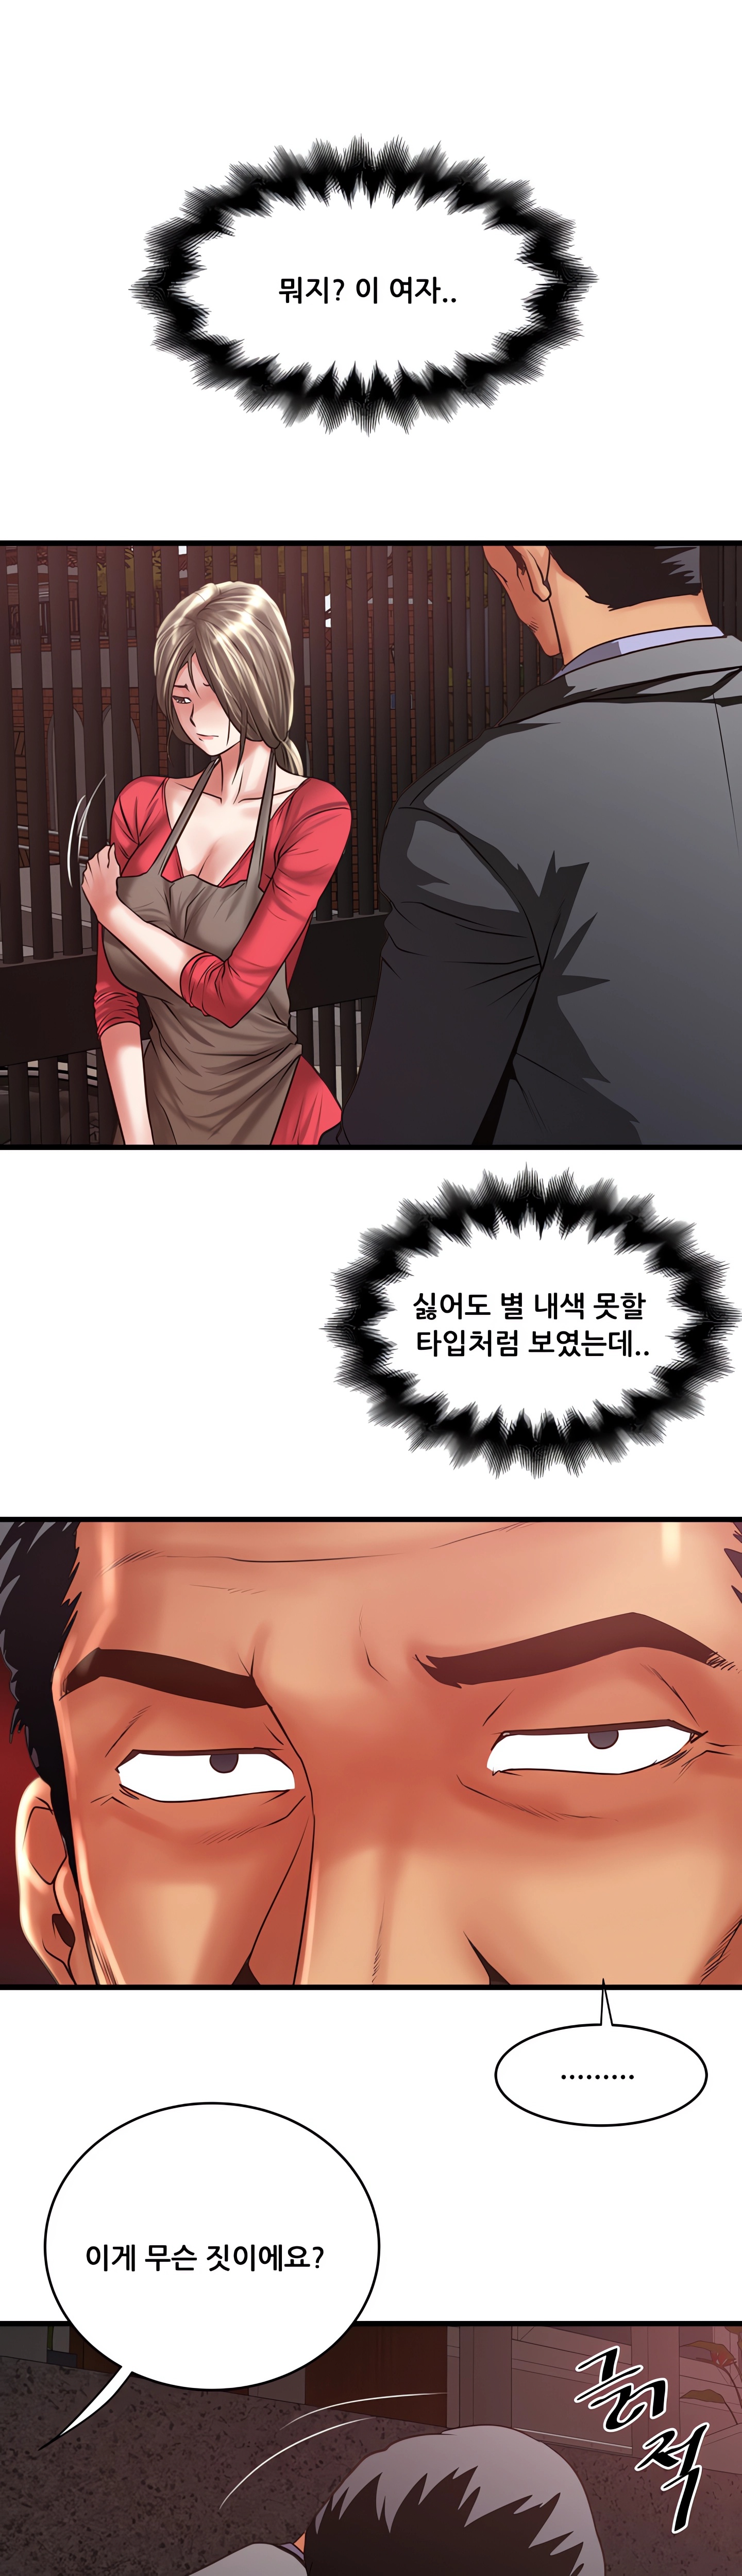 뭐지? 이 여자..
싫어도 별 내색 못할
타입처럼 보였는데..
.........
이게 무슨 짓이에요?
긁적